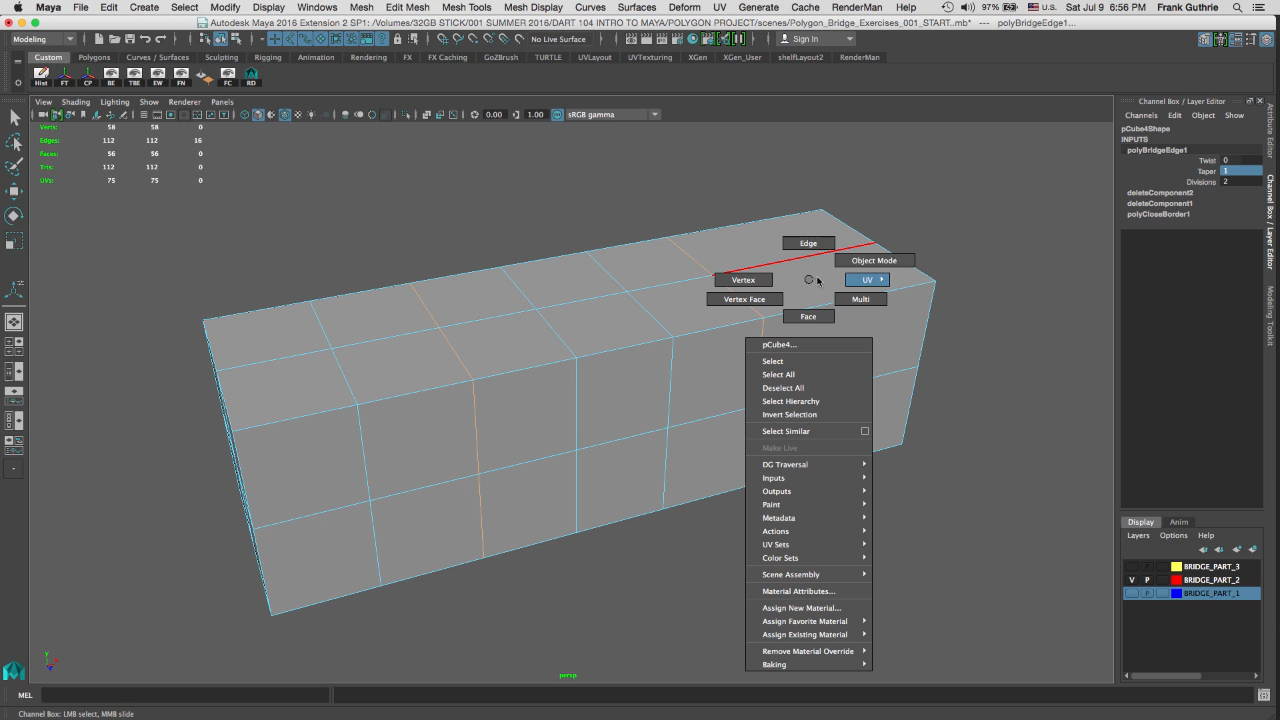 Maya File Edit Create Select Modify Display Windows Mesh Edit Mesh Mesh Tools Mesh Display Curves Surfaces Deform UV Generate Cache RenderMan 97% U.S. Sat Jul 9 6:56 PM Frank Guthrie
Autodesk Maya 2016 Extension 2 SP1: /Volumes/32GB STICK/001 SUMMER 2016/DART 104 INTRO TO MAYA/POLYGON PROJECT/scenes/Polygon_Bridge_Exercises_001_START.mb* --- polyBridgeEdge1...
Modeling No Live Surface Sign In
Custom Polygons Curves / Surfaces Sculpting Rigging Animation Rendering FX FX Caching GoZBrush TURTLE UVLayout UVTexturing XGen XGen_User shelfLayout2 RenderMan
Hist FT CP BE TBE EW FN FC RD
View Shading Lighting Show Renderer Panels
0.00 1.00 sRGB gamma
Verts: 58 58 0
Edges: 112 112 16
Faces: 56 56 0
Tris: 112 112 0
UVs: 75 75 0
Edge
Object Mode
Vertex UV
Vertex Face Multi
Face
pCube4...
Select
Select All
Deselect All
Select Hierarchy
Invert Selection
Select Similar
Make Live
DG Traversal
Inputs
Outputs
Paint
Metadata
Actions
UV Sets
Color Sets
Scene Assembly
Material Attributes...
Assign New Material...
Assign Favorite Material
Assign Existing Material
Remove Material Override
Baking
persp
Channel Box / Layer Editor
Channels Edit Object Show
pCube4Shape
INPUTS
polyBridgeEdge1
Twist 0
Taper 1
Divisions 2
deleteComponent2
deleteComponent1
polyCloseBorder1
Attribute Editor
Channel Box / Layer Editor
Modeling Toolkit
Display Anim
Layers Options Help
P BRIDGE_PART_3
V P BRIDGE_PART_2
P BRIDGE_PART_1
MEL
Channel Box: LMB select, MMB slide